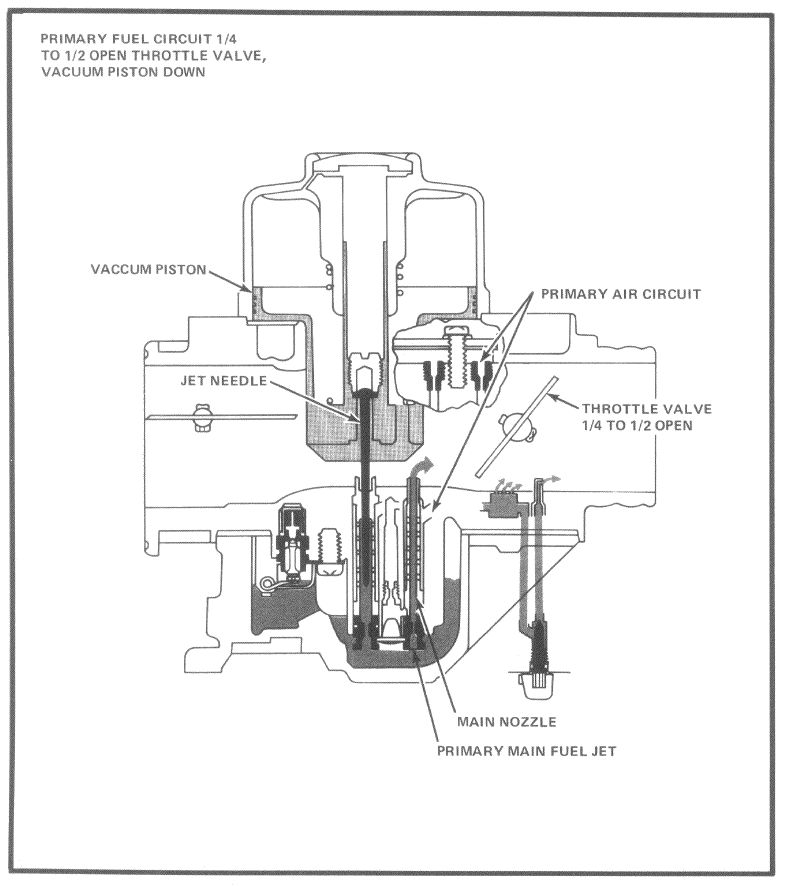 PRIMARY FUEL CIRCUIT 1/4
TO 1/2 OPEN THROTTLE VALVE,
VACUUM PISTON DOWN
VACCUM PISTON
PRIMARY AIR CIRCUIT
JET NEEDLE
THROTTLE VALVE
1/4 TO 1/2 OPEN
MAIN NOZZLE
PRIMARY MAIN FUEL JET